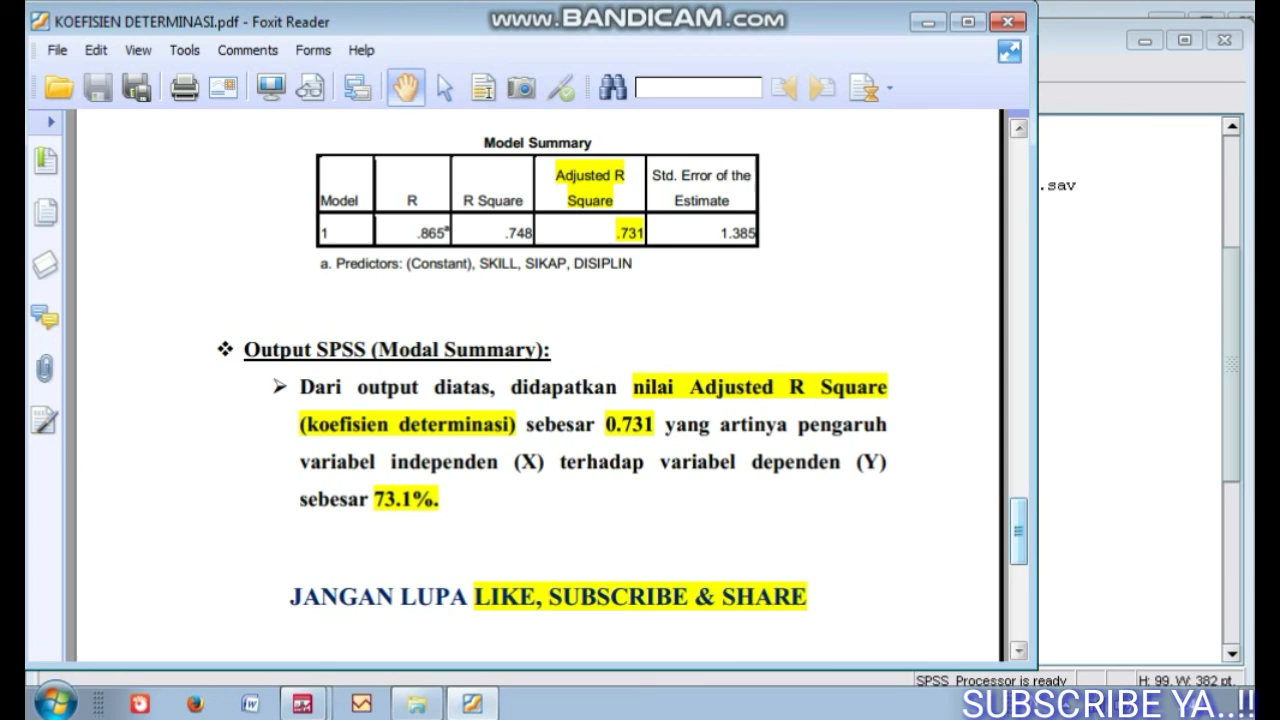 KOEFISIEN DETERMINASI.pdf - Foxit Reader
www.BANDICAM.com
File Edit View Tools Comments Forms Help
.sav
Model Summary
Model R R Square Adjusted R Square Std. Error of the Estimate
1 .865a .748 .731 1.385
a. Predictors: (Constant), SKILL, SIKAP, DISIPLIN
❖ Output SPSS (Modal Summary):
➢ Dari output diatas, didapatkan nilai Adjusted R Square
(koefisien determinasi) sebesar 0.731 yang artinya pengaruh
variabel independen (X) terhadap variabel dependen (Y)
sebesar 73.1%.
JANGAN LUPA LIKE, SUBSCRIBE & SHARE
SPSS Processor is ready
H: 99, W: 382 pt.
SUBSCRIBE YA..!!